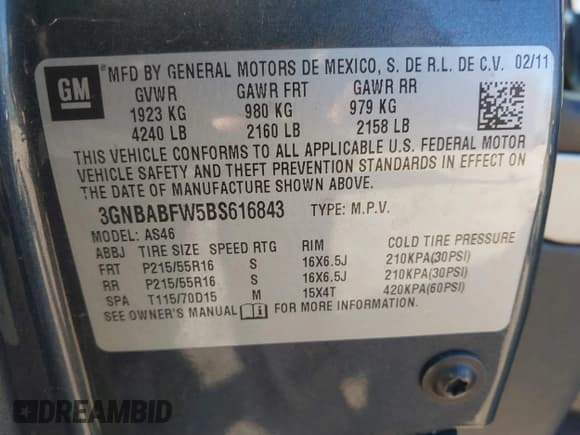 GM
MFD BY GENERAL MOTORS DE MEXICO, S. DE R.L. DE C.V. 02/11
GVWR GAWR FRT GAWR RR
1923 KG 980 KG 979 KG
4240 LB 2160 LB 2158 LB
THIS VEHICLE CONFORMS TO ALL APPLICABLE U.S. FEDERAL MOTOR
VEHICLE SAFETY AND THEFT PREVENTION STANDARDS IN EFFECT ON
THE DATE OF MANUFACTURE SHOWN ABOVE.
3GNBABFW5BS616843 TYPE: M.P.V.
MODEL: AS46
ABBJ TIRE SIZE SPEED RTG RIM COLD TIRE PRESSURE
FRT P215/55R16 S 16X6.5J 210KPA(30PSI)
RR P215/55R16 S 16X6.5J 210KPA(30PSI)
SPA T115/70D15 M 15X4T 420KPA(60PSI)
SEE OWNER'S MANUAL i FOR MORE INFORMATION.
DREAMBID